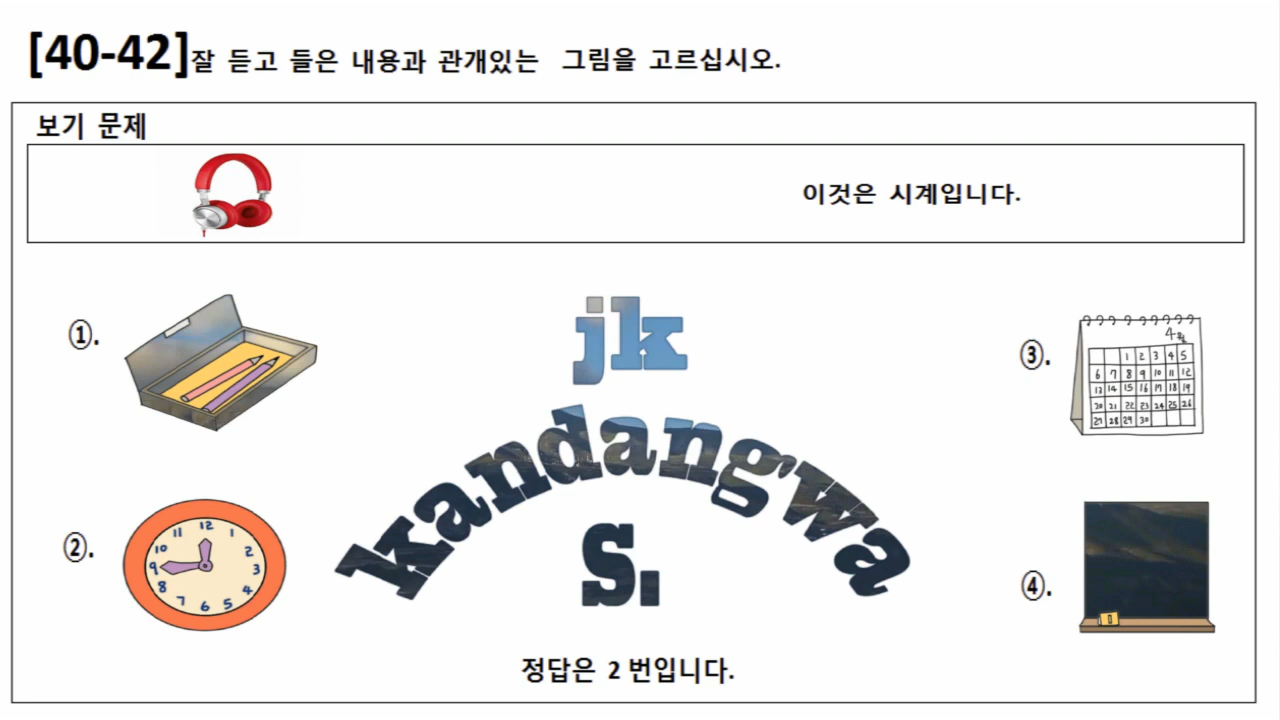 [40-42]잘 듣고 들은 내용과 관개있는 그림을 고르십시오.
보기 문제
이것은 시계입니다.
①.
jk
③.
kandangwa
②.
S1
④.
정답은 2 번입니다.